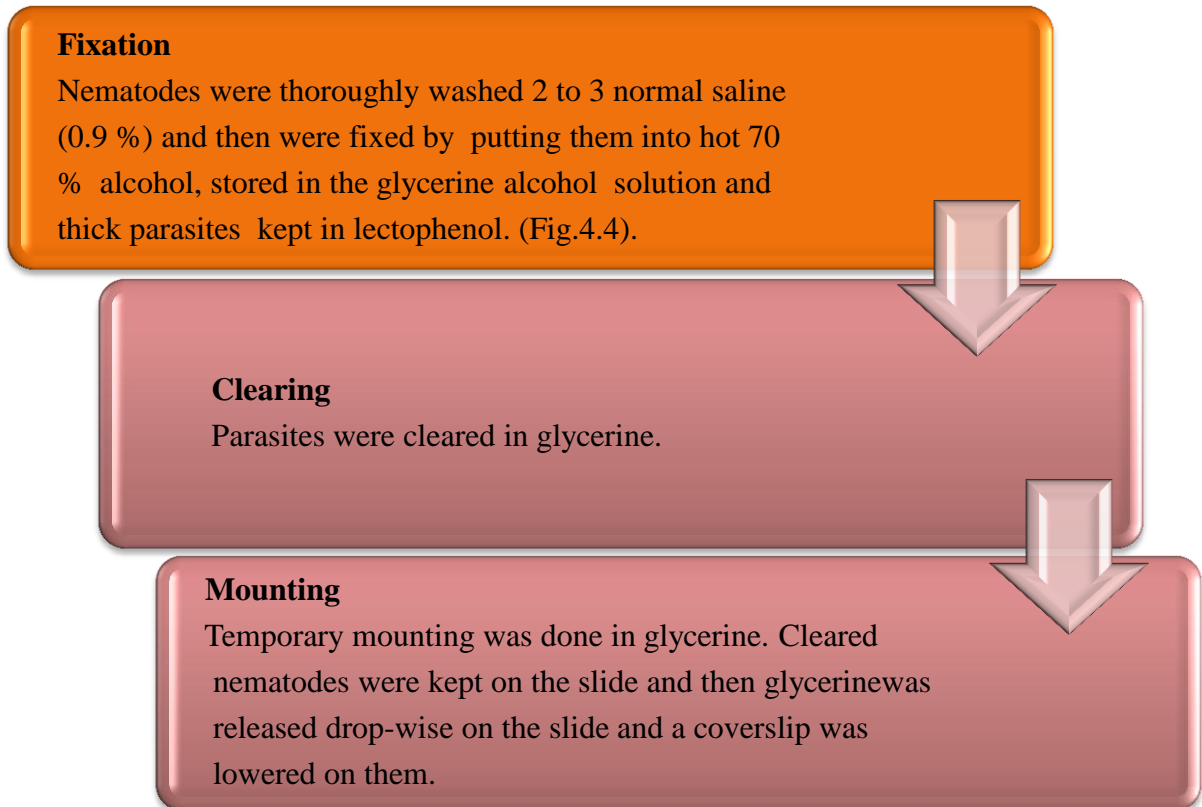 Fixation
Nematodes were thoroughly washed 2 to 3 normal saline
(0.9 %) and then were fixed by putting them into hot 70
% alcohol, stored in the glycerine alcohol solution and
thick parasites kept in lectophenol. (Fig.4.4).
Clearing
Parasites were cleared in glycerine.
Mounting
Temporary mounting was done in glycerine. Cleared
nematodes were kept on the slide and then glycerinewas
released drop-wise on the slide and a coverslip was
lowered on them.